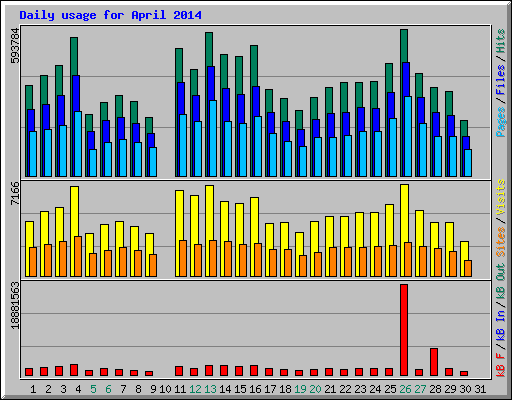 Daily usage for April 2014
593784
Pages / Files / Hits
7166
Sites / Visits
18881563
kB F / kB In / kB Out
1 2 3 4 5 6 7 8 9 10 11 12 13 14 15 16 17 18 19 20 21 22 23 24 25 26 27 28 29 30 31